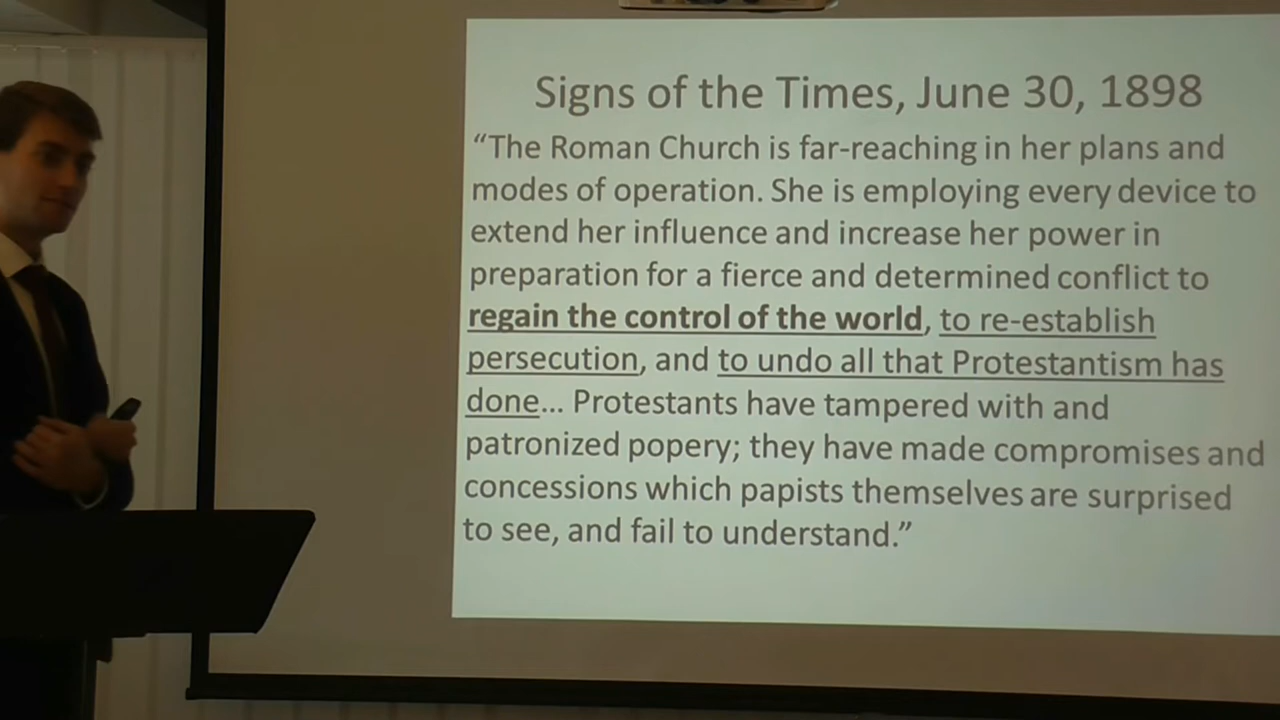 Signs of the Times, June 30, 1898
“The Roman Church is far-reaching in her plans and
modes of operation. She is employing every device to
extend her influence and increase her power in
preparation for a fierce and determined conflict to
regain the control of the world, to re-establish
persecution, and to undo all that Protestantism has
done... Protestants have tampered with and
patronized popery; they have made compromises and
concessions which papists themselves are surprised
to see, and fail to understand.”